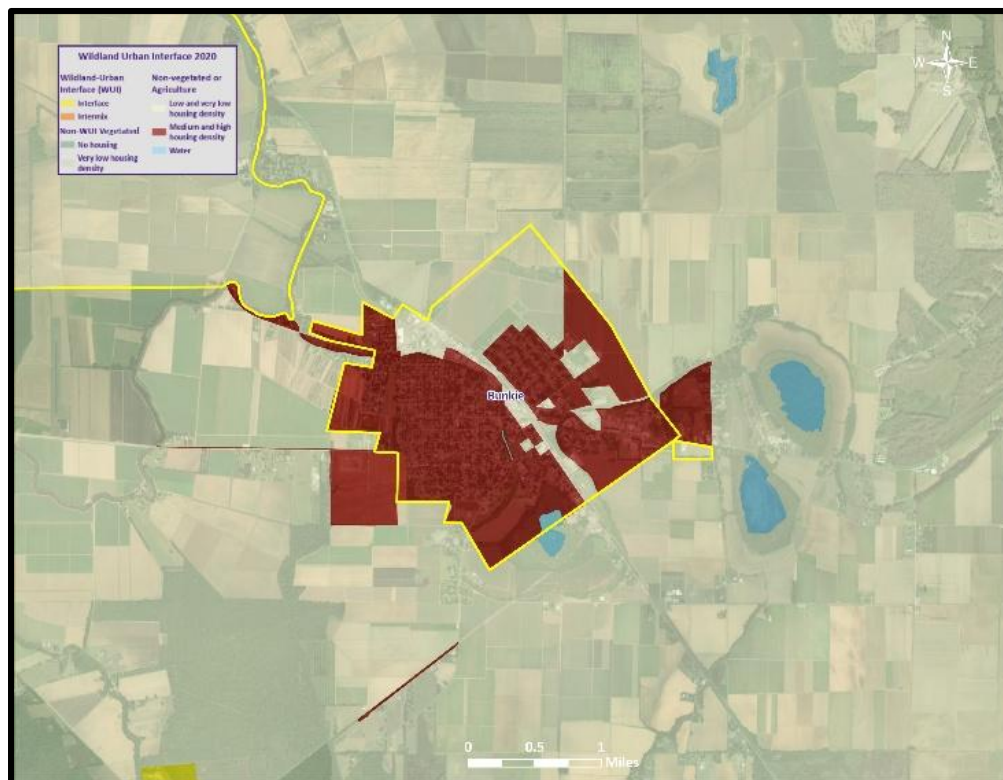 Wildland Urban Interface 2020
Wildland-Urban
Interface (WUI)
Interface
Intermix
Non-WUI Vegetated
No housing
Very low housing
density
Non-vegetated or
Agriculture
Low and very low
housing density
Medium and high
housing density
Water
N
W E
S
Bunkie
0 0.5 1
Miles